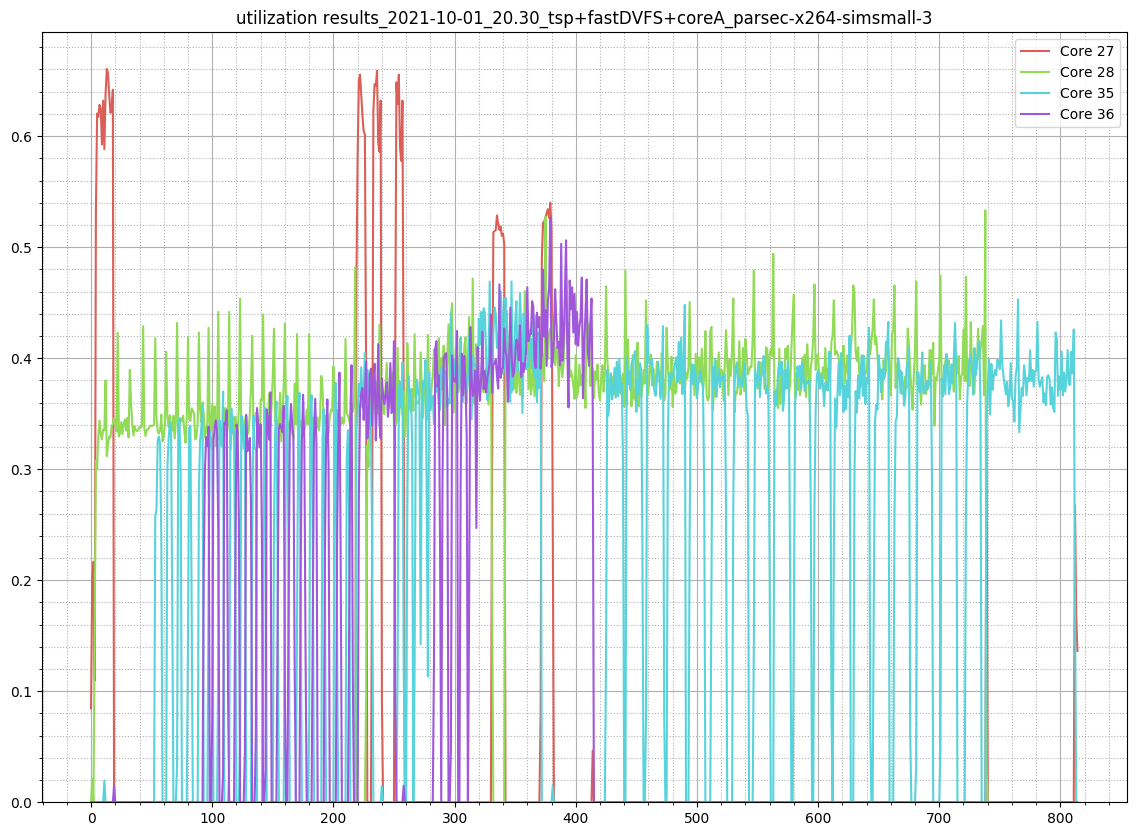 utilization results_2021-10-01_20.30_tsp+fastDVFS+coreA_parsec-x264-simsmall-3
Core 27
Core 28
Core 35
Core 36
0.6
0.5
0.4
0.3
0.2
0.1
0.0
0 100 200 300 400 500 600 700 800